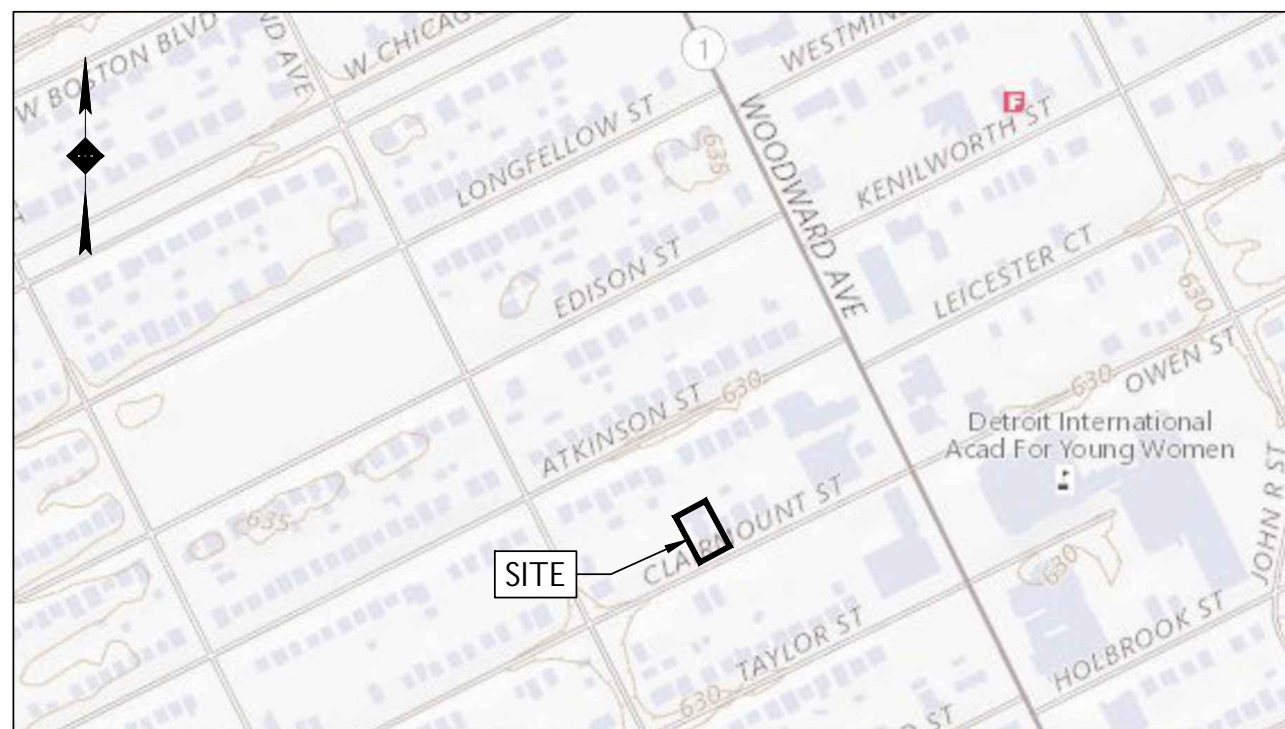 W BOSTON BLVD
ND AVE
W CHICAG
1
WESTMIN
F
LONGFELLOW ST
635
WOODWARD AVE
KENILWORTH ST
EDISON ST
LEICESTER CT
630
ATKINSON ST
630
630
OWEN ST
Detroit International
Acad For Young Women
635
SITE
CLAIRMOUNT ST
630
JOHN R ST
TAYLOR ST
HOLBROOK ST
630
D ST